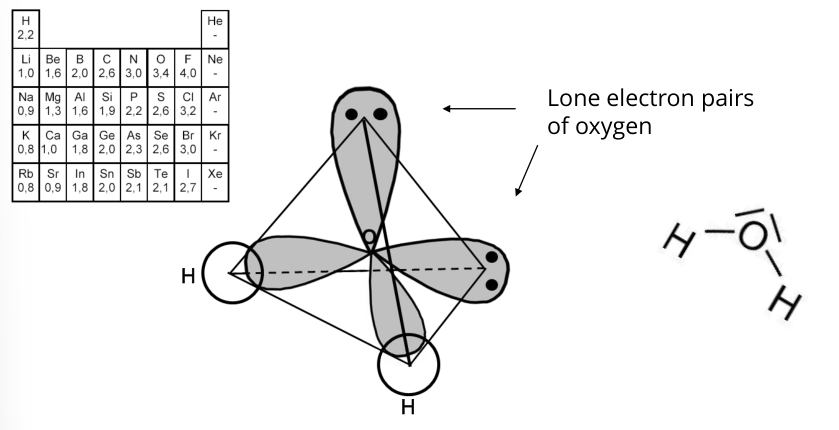 H He
2,2 -
Li Be B C N O F Ne
1,0 1,6 2,0 2,6 3,0 3,4 4,0 -
Na Mg Al Si P S Cl Ar
0,9 1,3 1,6 1,9 2,2 2,6 3,2 -
K Ca Ga Ge As Se Br Kr
0,8 1,0 1,8 2,0 2,3 2,6 3,0 -
Rb Sr In Sn Sb Te I Xe
0,8 0,9 1,8 2,0 2,1 2,1 2,7 -
Lone electron pairs
of oxygen
O
H
H
H O
H